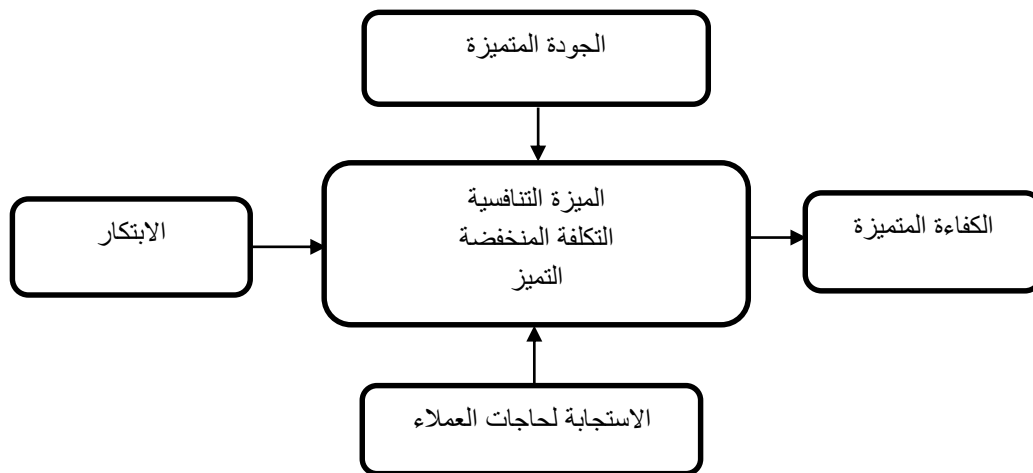 الجودة المتميزة
الميزة التنافسية
التكلفة المنخفضة
التميز
الابتكار
الكفاءة المتميزة
الاستجابة لحاجات العملاء